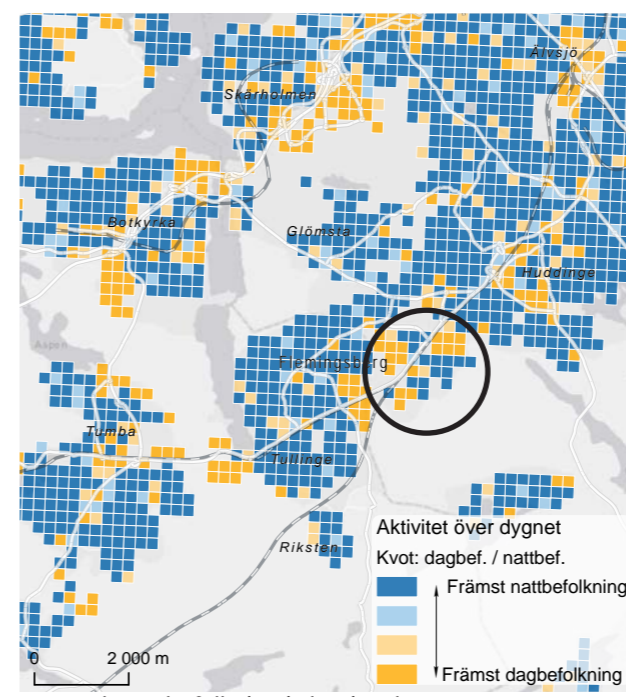 Älvsjö
Skärholmen
Botkyrka
Glömsta
Huddinge
Aspen
Flemingsberg
Tumba
Tullinge
Riksten
Aktivitet över dygnet
Kvot: dagbef. / nattbef.
Främst nattbefolkning
Främst dagbefolkning
0 2 000 m